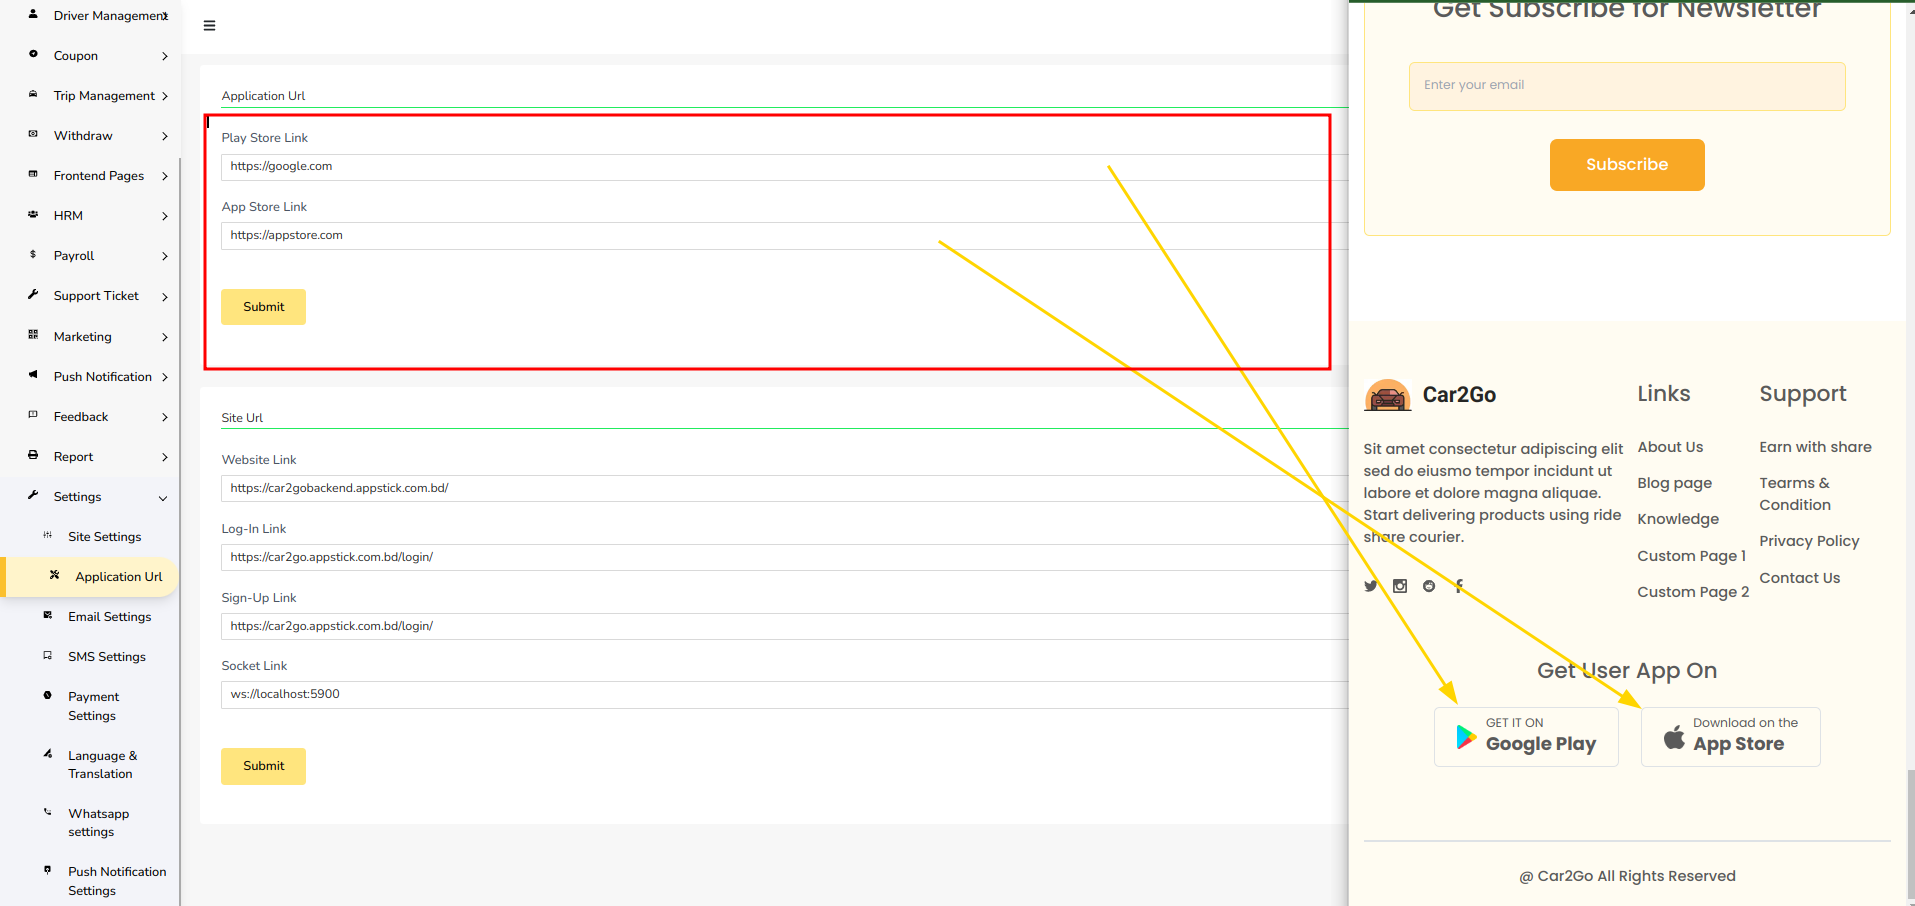 Driver Management
Coupon
Trip Management
Withdraw
Frontend Pages
HRM
Payroll
Support Ticket
Marketing
Push Notification
Feedback
Report
Settings
Site Settings
Application Url
Email Settings
SMS Settings
Payment
Settings
Language &
Translation
Whatsapp
settings
Push Notification
Settings
Application Url
Play Store Link
https://google.com
App Store Link
https://appstore.com
Submit
Site Url
Website Link
https://car2gobackend.appstick.com.bd/
Log-In Link
https://car2go.appstick.com.bd/login/
Sign-Up Link
https://car2go.appstick.com.bd/login/
Socket Link
ws://localhost:5900
Submit
Get Subscribe for Newsletter
Enter your email
Subscribe
Car2Go
Sit amet consectetur adipiscing elit
sed do eiusmo tempor incidunt ut
labore et dolore magna aliquae.
Start delivering products using ride
share courier.
Links
About Us
Blog page
Knowledge
Custom Page 1
Custom Page 2
Support
Earn with share
Tearms &
Condition
Privacy Policy
Contact Us
Get User App On
GET IT ON
Google Play
Download on the
App Store
@ Car2Go All Rights Reserved